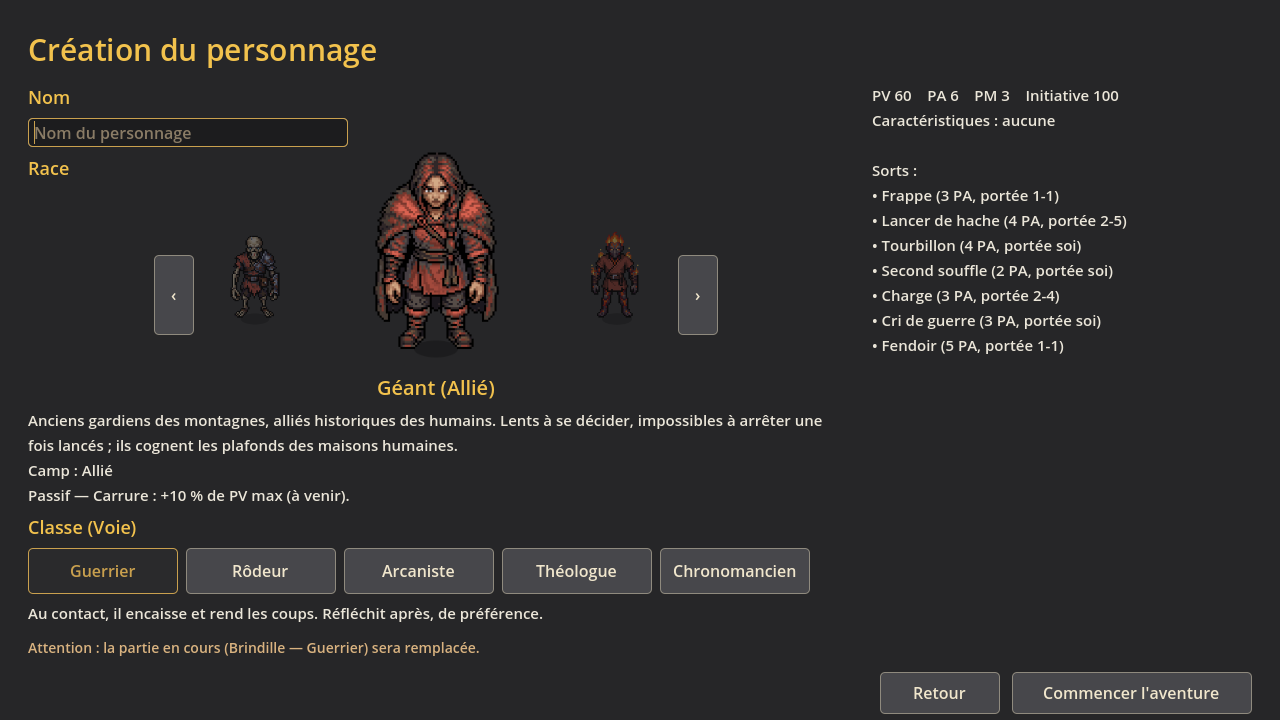 Création du personnage
Nom
Nom du personnage
Race
‹
›
Géant (Allié)
Anciens gardiens des montagnes, alliés historiques des humains. Lents à se décider, impossibles à arrêter une
fois lancés ; ils cognent les plafonds des maisons humaines.
Camp : Allié
Passif — Carrure : +10 % de PV max (à venir).
Classe (Voie)
Guerrier
Rôdeur
Arcaniste
Théologue
Chronomancien
Au contact, il encaisse et rend les coups. Réfléchit après, de préférence.
Attention : la partie en cours (Brindille — Guerrier) sera remplacée.
PV 60 PA 6 PM 3 Initiative 100
Caractéristiques : aucune
Sorts :
• Frappe (3 PA, portée 1-1)
• Lancer de hache (4 PA, portée 2-5)
• Tourbillon (4 PA, portée soi)
• Second souffle (2 PA, portée soi)
• Charge (3 PA, portée 2-4)
• Cri de guerre (3 PA, portée soi)
• Fendoir (5 PA, portée 1-1)
Retour
Commencer l'aventure